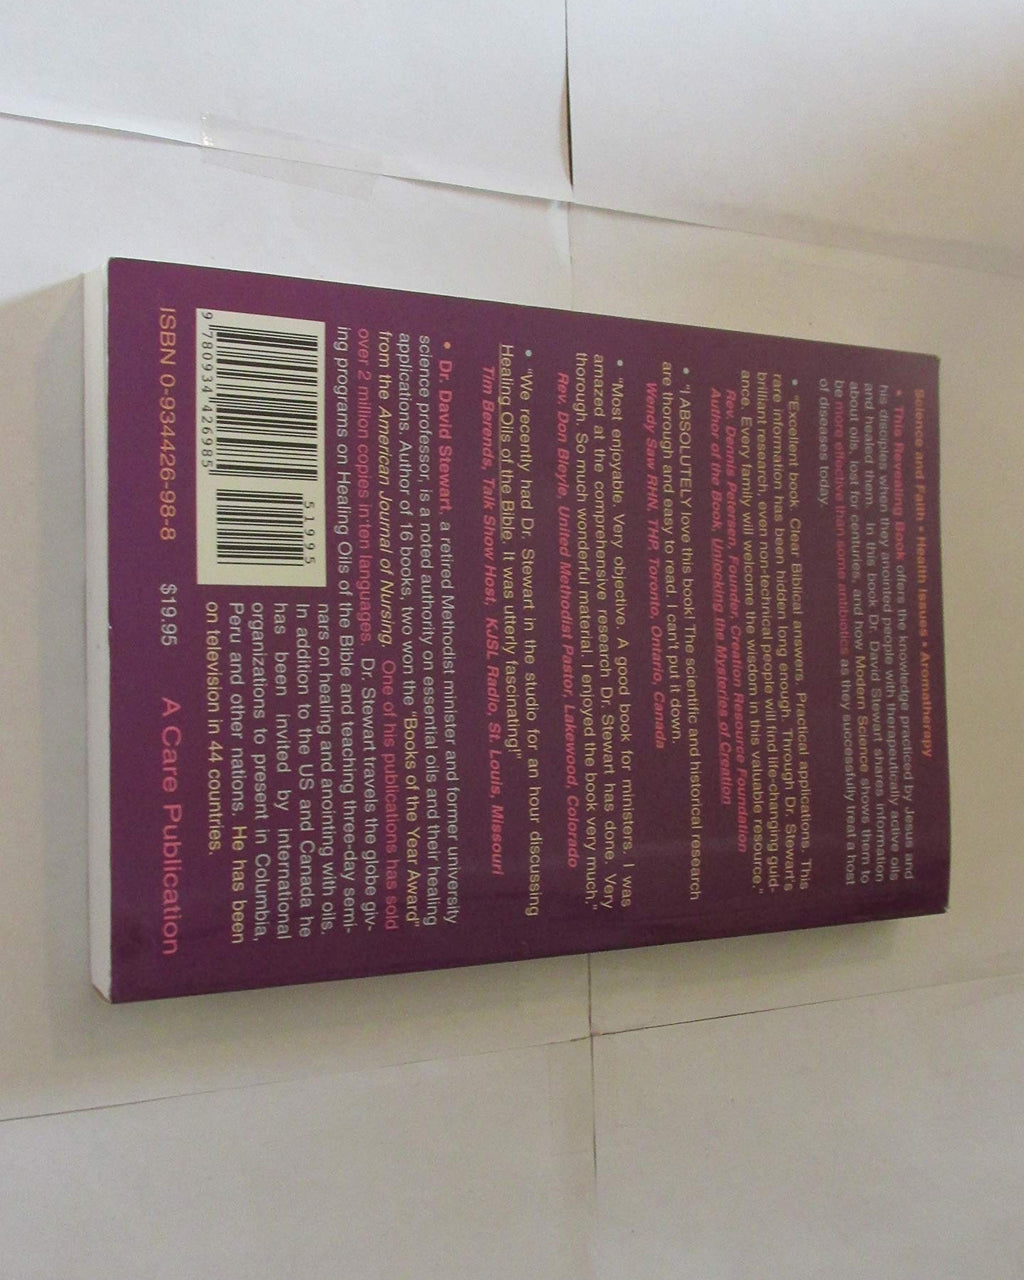 Science and Faith • Health Issues • Aromatherapy
• This Revealing Book offers the knowledge practiced by Jesus and
his disciples when they anointed people with therapeutically active oils
and healed them. In this book Dr. David Stewart shares information
about oils, lost for centuries, and how Modern Science shows them to
be more effective than some antibiotics as they successfully treat a host
of diseases today.
• "Excellent book. Clear Biblical answers. Practical applications. This
rare information has been hidden long enough. Through Dr. Stewart's
brilliant research, even non-technical people will find life-changing guid-
ance. Every family will welcome the wisdom in this valuable resource."
Rev. Dennis Petersen, Founder, Creation Resource Foundation
Author of the Book, Unlocking the Mysteries of Creation
• "I ABSOLUTELY love this book! The scientific and historical research
are thorough and easy to read. I can't put it down.
Wendy Saw RHN, THP, Toronto, Ontario, Canada
• "Most enjoyable. Very objective. A good book for ministers. I was
amazed at the comprehensive research Dr. Stewart has done. Very
thorough. So much wonderful material. I enjoyed the book very much,"
Rev. Don Bleyle, United Methodist Pastor, Lakewood, Colorado
• "We recently had Dr. Stewart in the studio for an hour discussing
Healing Oils of the Bible. It was utterly fascinating!"
Tim Berends, Talk Show Host, KJSL Radio, St. Louis, Missouri
• Dr. David Stewart, a retired Methodist minister and former university
science professor, is a noted authority on essential oils and their healing
applications. Author of 16 books, two won the "Books of the Year Award"
from the American Journal of Nursing. One of his publications has sold
over 2 million copies in ten languages. Dr. Stewart travels the globe giv-
ing programs on Healing Oils of the Bible and teaching three-day semi-
nars on healing and anointing with oils.
In addition to the US and Canada he
has been invited by international
organizations to present in Columbia,
Peru and other nations. He has been
on television in 44 countries.
51995
9 780934 426985
ISBN 0-934426-98-8 $19.95 A Care Publication